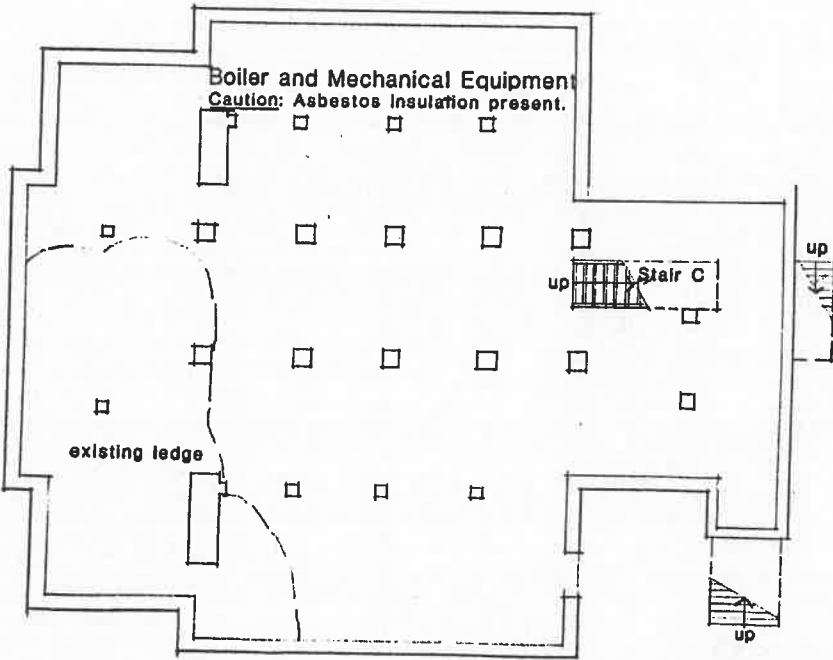 Boiler and Mechanical Equipment
Caution: Asbestos Insulation present.
up
up
Stair C
existing ledge
up